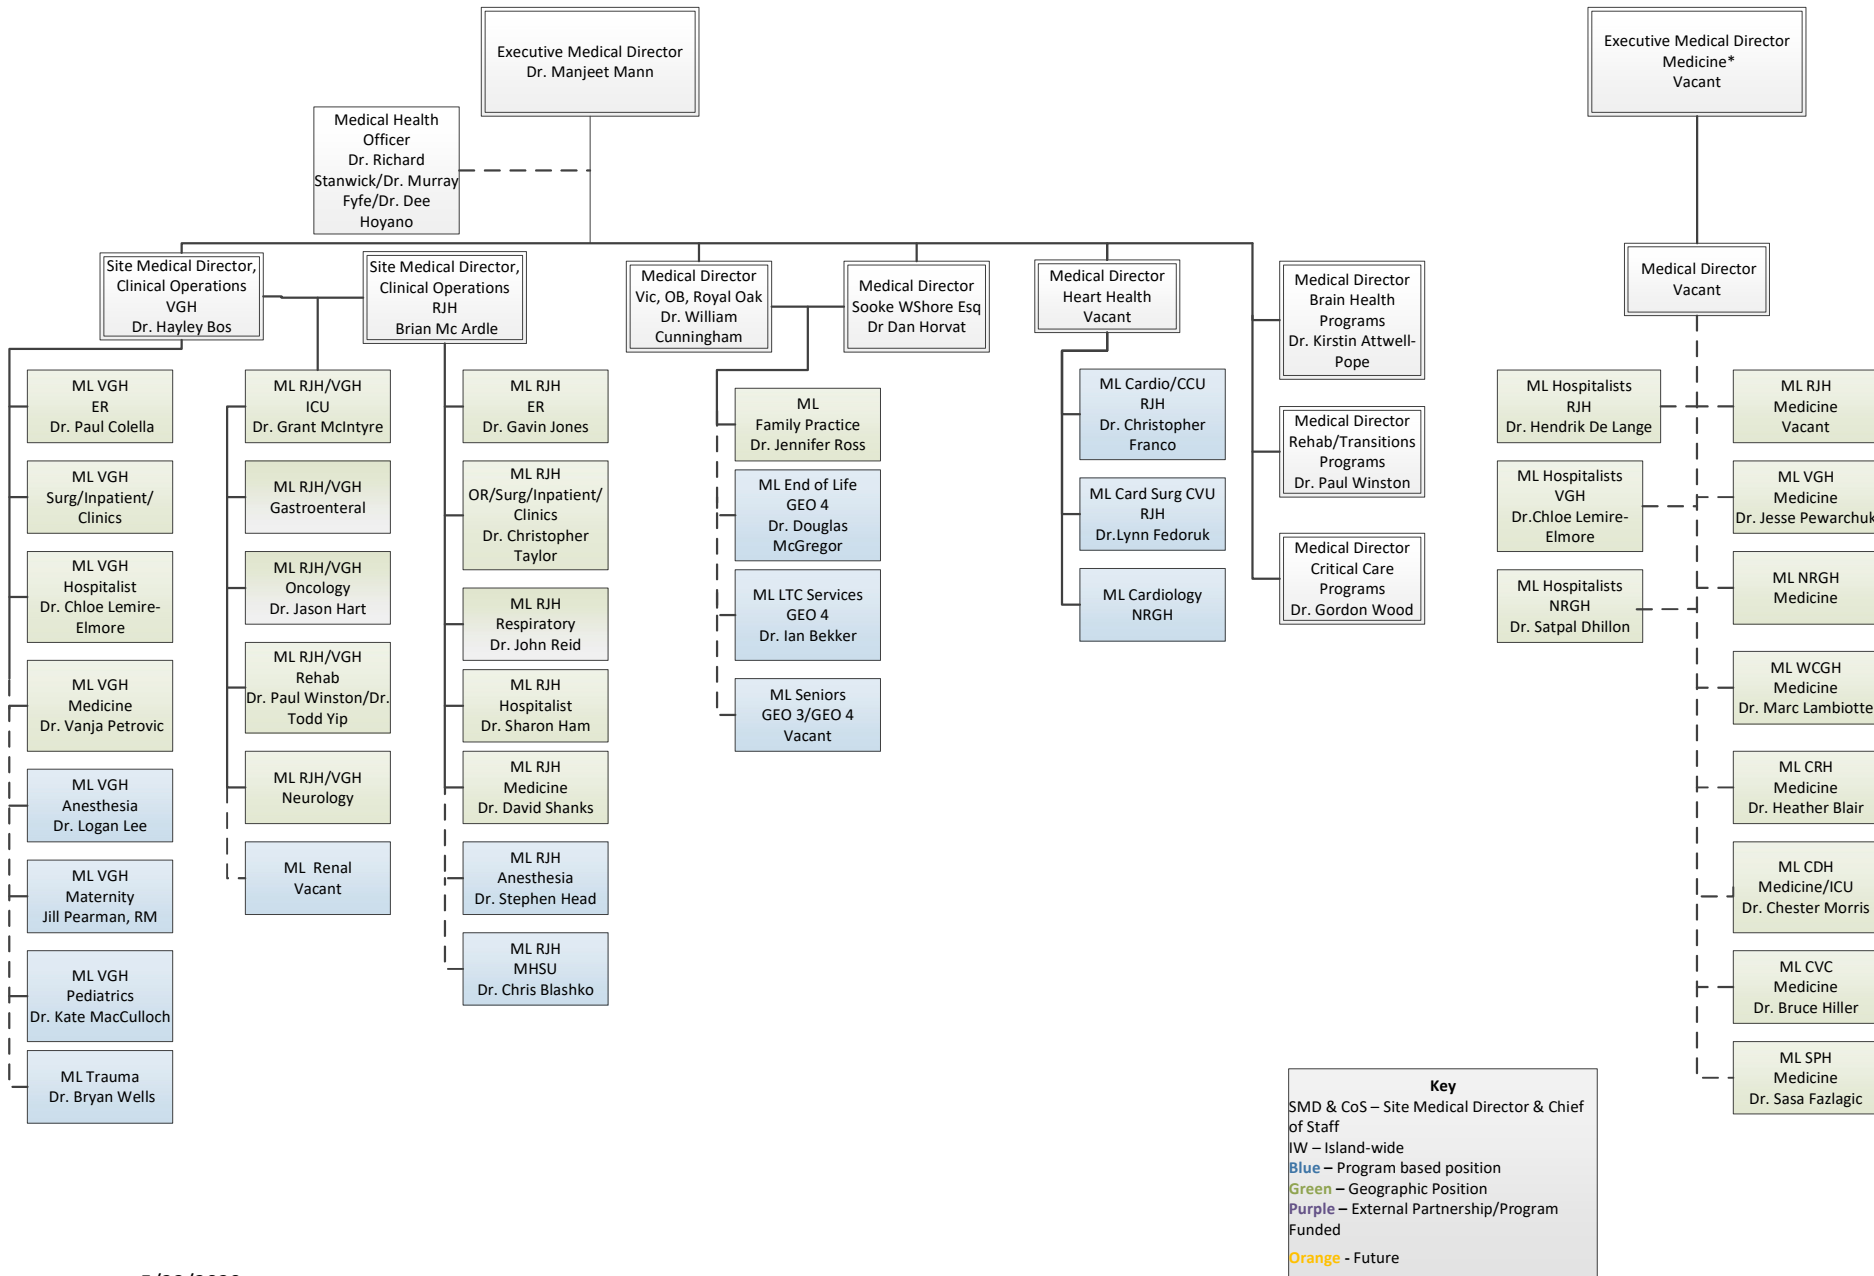 Executive Medical Director
Dr. Manjeet Mann
Executive Medical Director
Medicine*
Vacant
Medical Health
Officer
Dr. Richard
Stanwick/Dr. Murray
Fyfe/Dr. Dee
Hoyano
Site Medical Director,
Clinical Operations
VGH
Dr. Hayley Bos
Site Medical Director,
Clinical Operations
RJH
Brian Mc Ardle
Medical Director
Vic, OB, Royal Oak
Dr. William
Cunningham
Medical Director
Sooke WShore Esq
Dr Dan Horvat
Medical Director
Heart Health
Vacant
Medical Director
Brain Health
Programs
Dr. Kirstin Attwell-
Pope
Medical Director
Rehab/Transitions
Programs
Dr. Paul Winston
Medical Director
Critical Care
Programs
Dr. Gordon Wood
Medical Director
Vacant
ML VGH
ER
Dr. Paul Colella
ML VGH
Surg/Inpatient/
Clinics
ML VGH
Hospitalist
Dr. Chloe Lemire-
Elmore
ML VGH
Medicine
Dr. Vanja Petrovic
ML VGH
Anesthesia
Dr. Logan Lee
ML VGH
Maternity
Jill Pearman, RM
ML VGH
Pediatrics
Dr. Kate MacCulloch
ML Trauma
Dr. Bryan Wells
ML RJH/VGH
ICU
Dr. Grant McIntyre
ML RJH/VGH
Gastroenteral
ML RJH/VGH
Oncology
Dr. Jason Hart
ML RJH/VGH
Rehab
Dr. Paul Winston/Dr.
Todd Yip
ML RJH/VGH
Neurology
ML Renal
Vacant
ML RJH
ER
Dr. Gavin Jones
ML RJH
OR/Surg/Inpatient/
Clinics
Dr. Christopher
Taylor
ML RJH
Respiratory
Dr. John Reid
ML RJH
Hospitalist
Dr. Sharon Ham
ML RJH
Medicine
Dr. David Shanks
ML RJH
Anesthesia
Dr. Stephen Head
ML RJH
MHSU
Dr. Chris Blashko
ML
Family Practice
Dr. Jennifer Ross
ML End of Life
GEO 4
Dr. Douglas
McGregor
ML LTC Services
GEO 4
Dr. Ian Bekker
ML Seniors
GEO 3/GEO 4
Vacant
ML Cardio/CCU
RJH
Dr. Christopher
Franco
ML Card Surg CVU
RJH
Dr.Lynn Fedoruk
ML Cardiology
NRGH
ML Hospitalists
RJH
Dr. Hendrik De Lange
ML Hospitalists
VGH
Dr.Chloe Lemire-
Elmore
ML Hospitalists
NRGH
Dr. Satpal Dhillon
ML RJH
Medicine
Vacant
ML VGH
Medicine
Dr. Jesse Pewarchuk
ML NRGH
Medicine
ML WCGH
Medicine
Dr. Marc Lambiotte
ML CRH
Medicine
Dr. Heather Blair
ML CDH
Medicine/ICU
Dr. Chester Morris
ML CVC
Medicine
Dr. Bruce Hiller
ML SPH
Medicine
Dr. Sasa Fazlagic
Key
SMD & CoS – Site Medical Director & Chief
of Staff
IW – Island-wide
Blue – Program based position
Green – Geographic Position
Purple – External Partnership/Program
Funded
Orange - Future